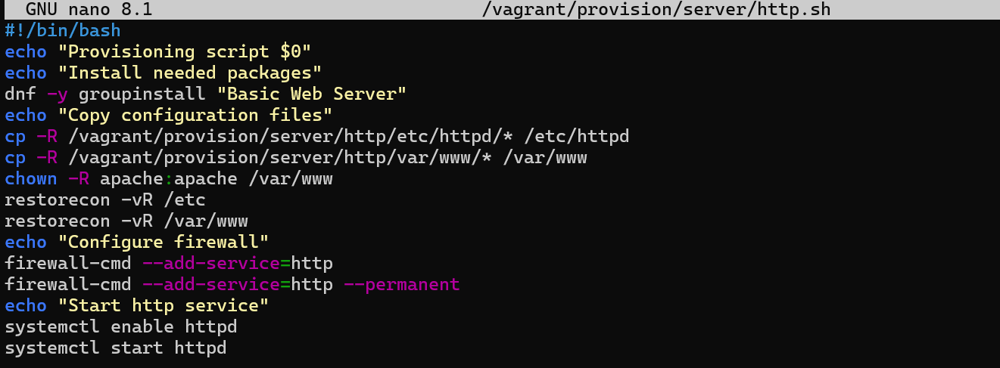 GNU nano 8.1 /vagrant/provision/server/http.sh
#!/bin/bash
echo "Provisioning script $0"
echo "Install needed packages"
dnf -y groupinstall "Basic Web Server"
echo "Copy configuration files"
cp -R /vagrant/provision/server/http/etc/httpd/* /etc/httpd
cp -R /vagrant/provision/server/http/var/www/* /var/www
chown -R apache:apache /var/www
restorecon -vR /etc
restorecon -vR /var/www
echo "Configure firewall"
firewall-cmd --add-service=http
firewall-cmd --add-service=http --permanent
echo "Start http service"
systemctl enable httpd
systemctl start httpd